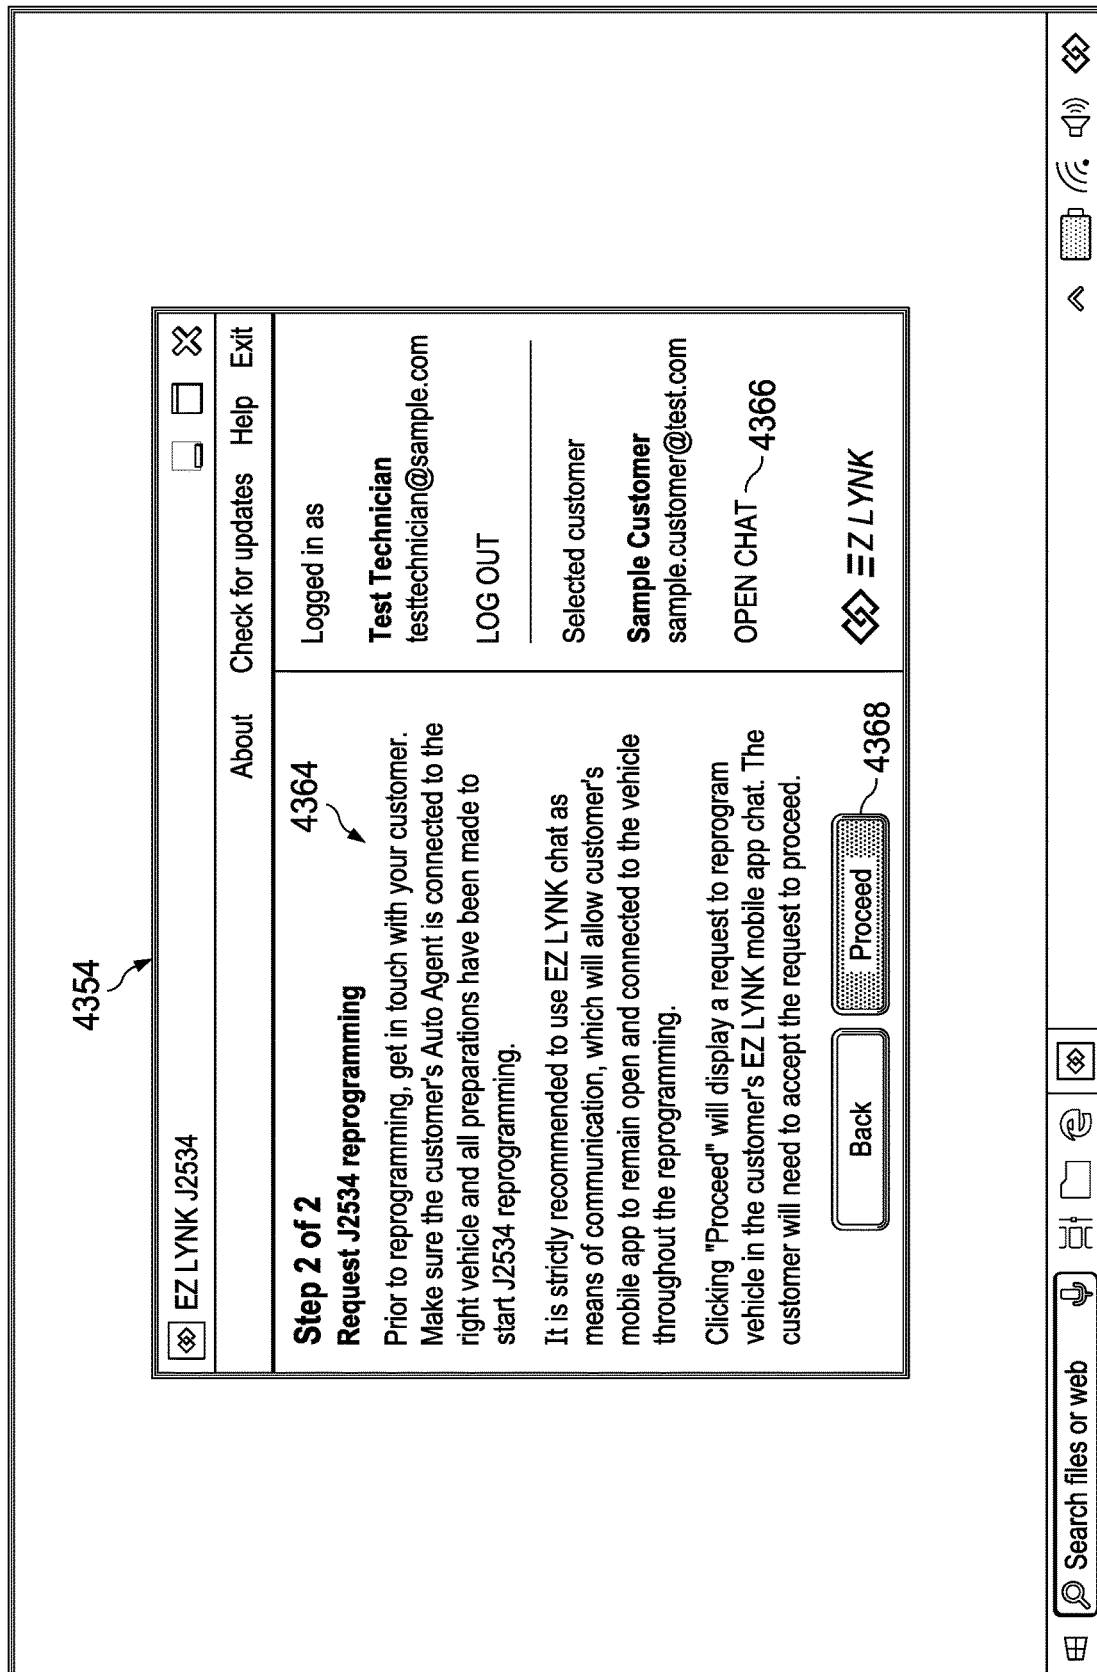 4354
EZ LYNK J2534
About Check for updates Help Exit
Step 2 of 2
4364
Request J2534 reprogramming
Prior to reprogramming, get in touch with your customer.
Make sure the customer's Auto Agent is connected to the
right vehicle and all preparations have been made to
start J2534 reprogramming.
It is strictly recommended to use EZ LYNK chat as
means of communication, which will allow customer's
mobile app to remain open and connected to the vehicle
throughout the reprogramming.
Clicking "Proceed" will display a request to reprogram
vehicle in the customer's EZ LYNK mobile app chat. The
customer will need to accept the request to proceed.
Back
Proceed
4368
Logged in as
Test Technician
testtechnician@sample.com
LOG OUT
Selected customer
Sample Customer
sample.customer@test.com
OPEN CHAT 4366
EZ LYNK
Search files or web